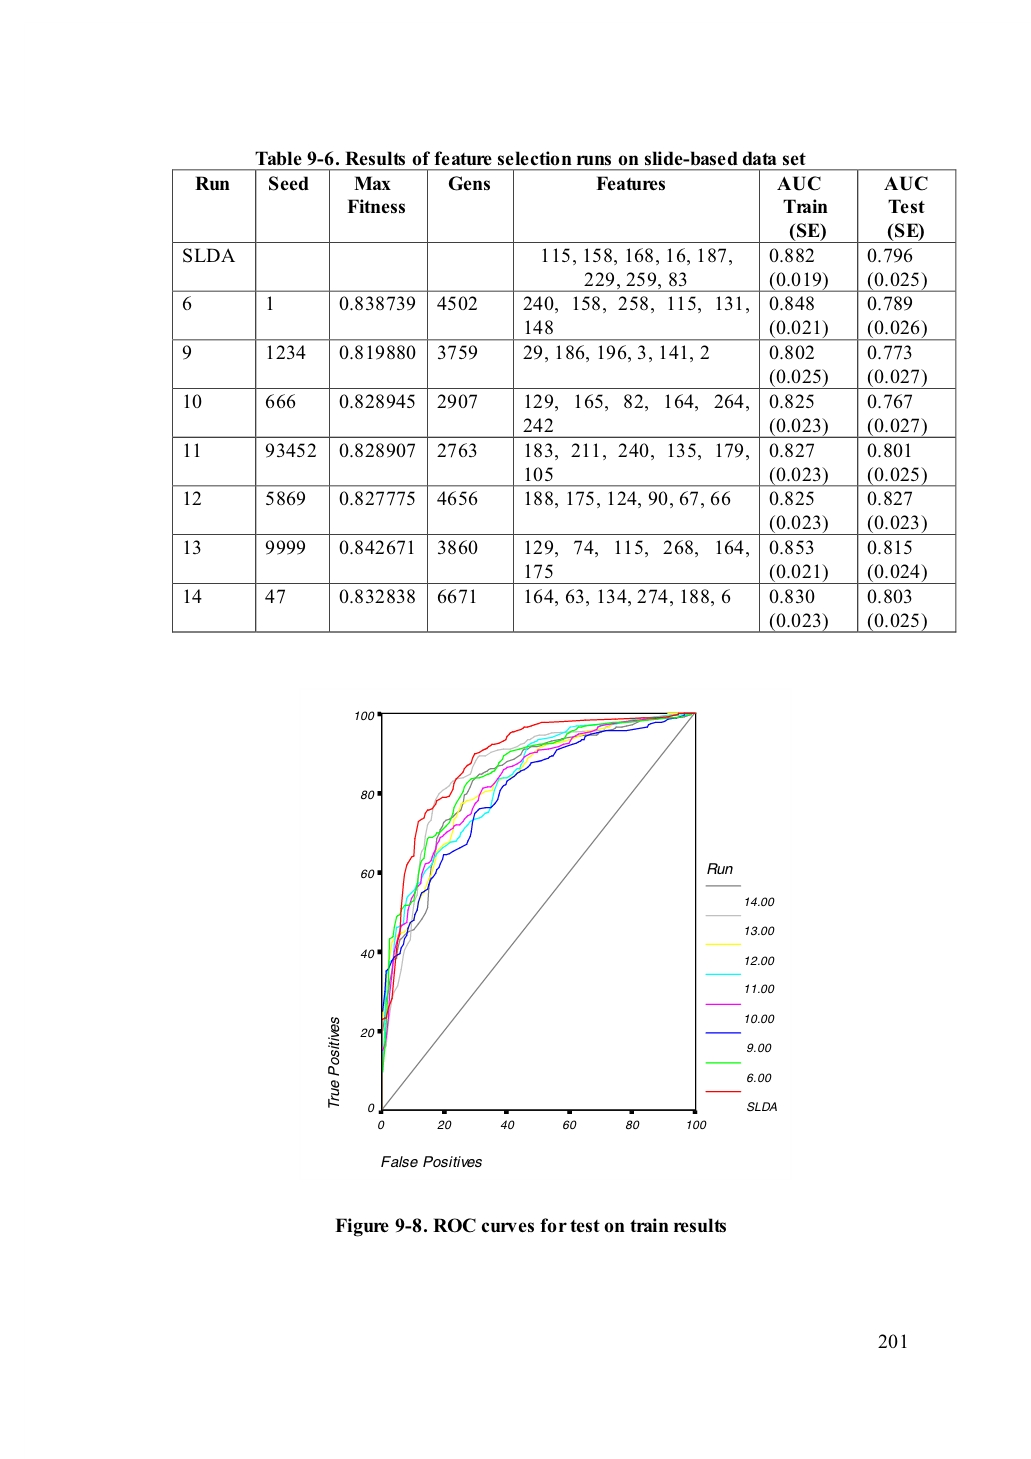 Table 9-6. Results of feature selection runs on slide-based data set
Run Seed Max Gens Features AUC AUC
Fitness Train Test
(SE) (SE)
SLDA 115, 158, 168, 16, 187, 0.882 0.796
229, 259, 83 (0.019) (0.025)
6 1 0.838739 4502 240, 158, 258, 115, 131, 0.848 0.789
148 (0.021) (0.026)
9 1234 0.819880 3759 29, 186, 196, 3, 141, 2 0.802 0.773
(0.025) (0.027)
10 666 0.828945 2907 129, 165, 82, 164, 264, 0.825 0.767
242 (0.023) (0.027)
11 93452 0.828907 2763 183, 211, 240, 135, 179, 0.827 0.801
105 (0.023) (0.025)
12 5869 0.827775 4656 188, 175, 124, 90, 67, 66 0.825 0.827
(0.023) (0.023)
13 9999 0.842671 3860 129, 74, 115, 268, 164, 0.853 0.815
175 (0.021) (0.024)
14 47 0.832838 6671 164, 63, 134, 274, 188, 6 0.830 0.803
(0.023) (0.025)
100
80
60
40
20
0
True Positives
0 20 40 60 80 100
False Positives
Run
14.00
13.00
12.00
11.00
10.00
9.00
6.00
SLDA
Figure 9-8. ROC curves for test on train results
201